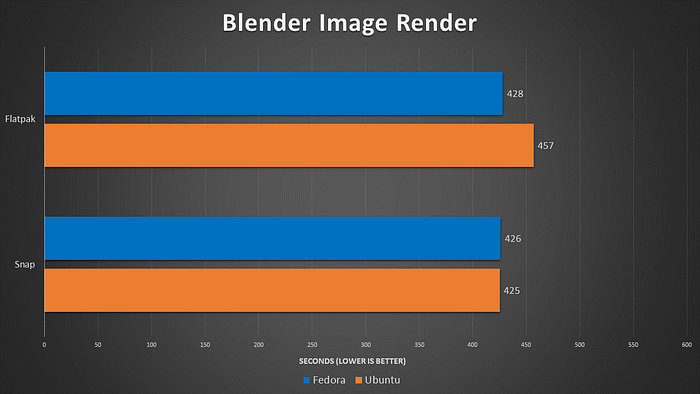 Blender Image Render
Flatpak
428
457
Snap
426
425
0 50 100 150 200 250 300 350 400 450 500 550 600
SECONDS (LOWER IS BETTER)
Fedora Ubuntu